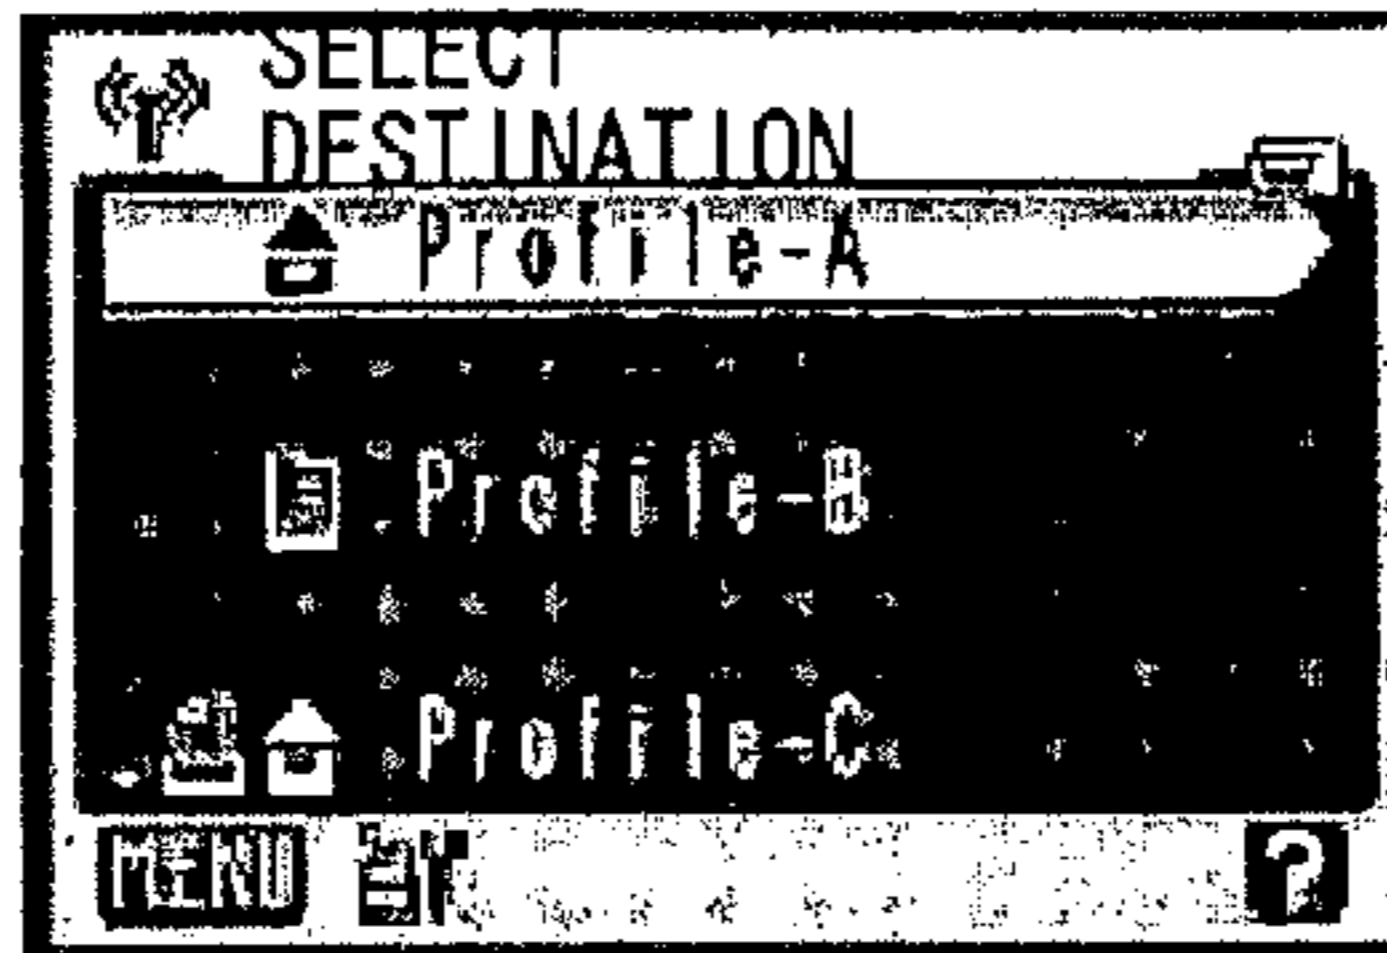 SELECT
DESTINATION
Profile-A
Profile-B
Profile-C
MENU ?